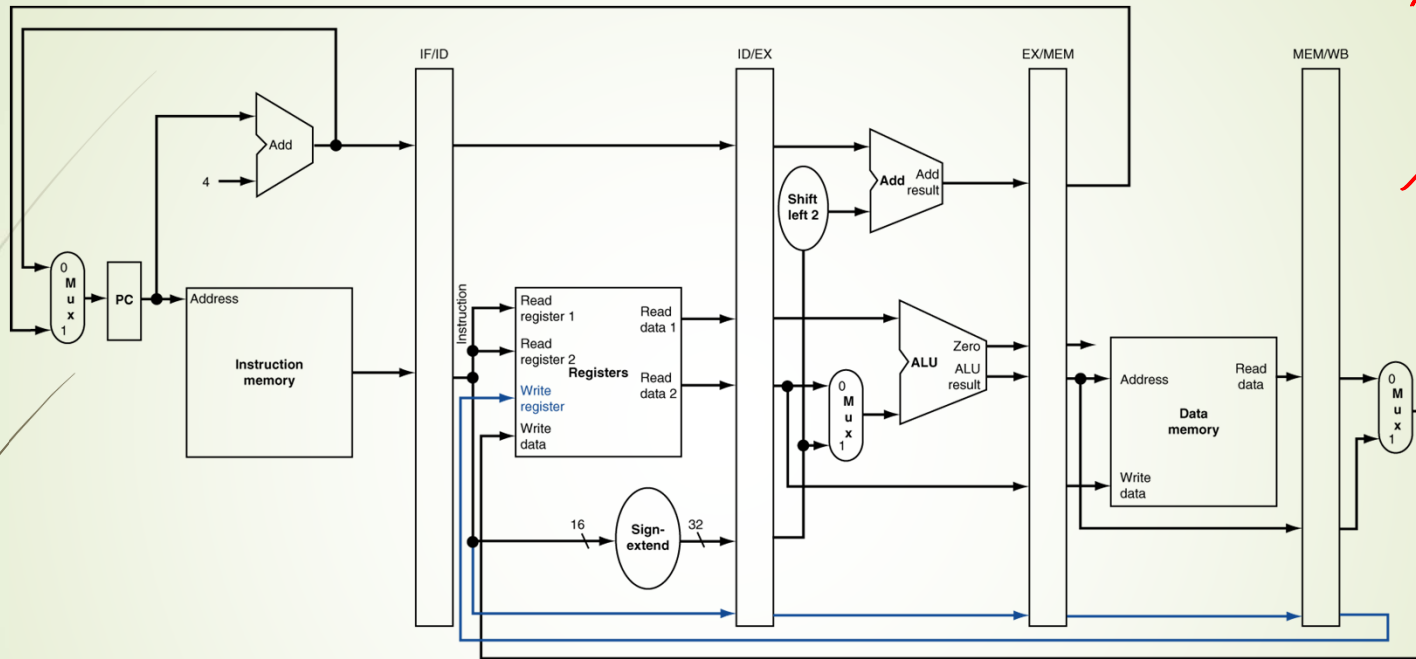 IF/ID
ID/EX
EX/MEM
MEM/WB
Add
4
Add
Add
result
Shift
left 2
0
M
u
x
1
PC
Address
Instruction
memory
Instruction
Read
register 1
Read
register 2
Write
register
Write
data
Registers
Read
data 1
Read
data 2
16
Sign-
extend
32
0
M
u
x
1
Zero
ALU
ALU
result
Address
Read
data
Data
memory
Write
data
0
M
u
x
1